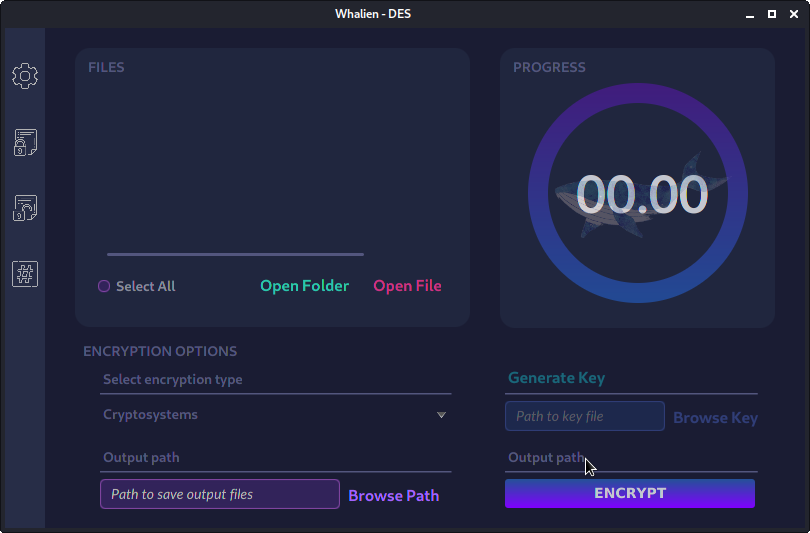 Whalien - DES
FILES
Select All
Open Folder
Open File
PROGRESS
00.00
ENCRYPTION OPTIONS
Select encryption type
Cryptosystems
Output path
Path to save output files
Browse Path
Generate Key
Path to key file
Browse Key
Output path
ENCRYPT